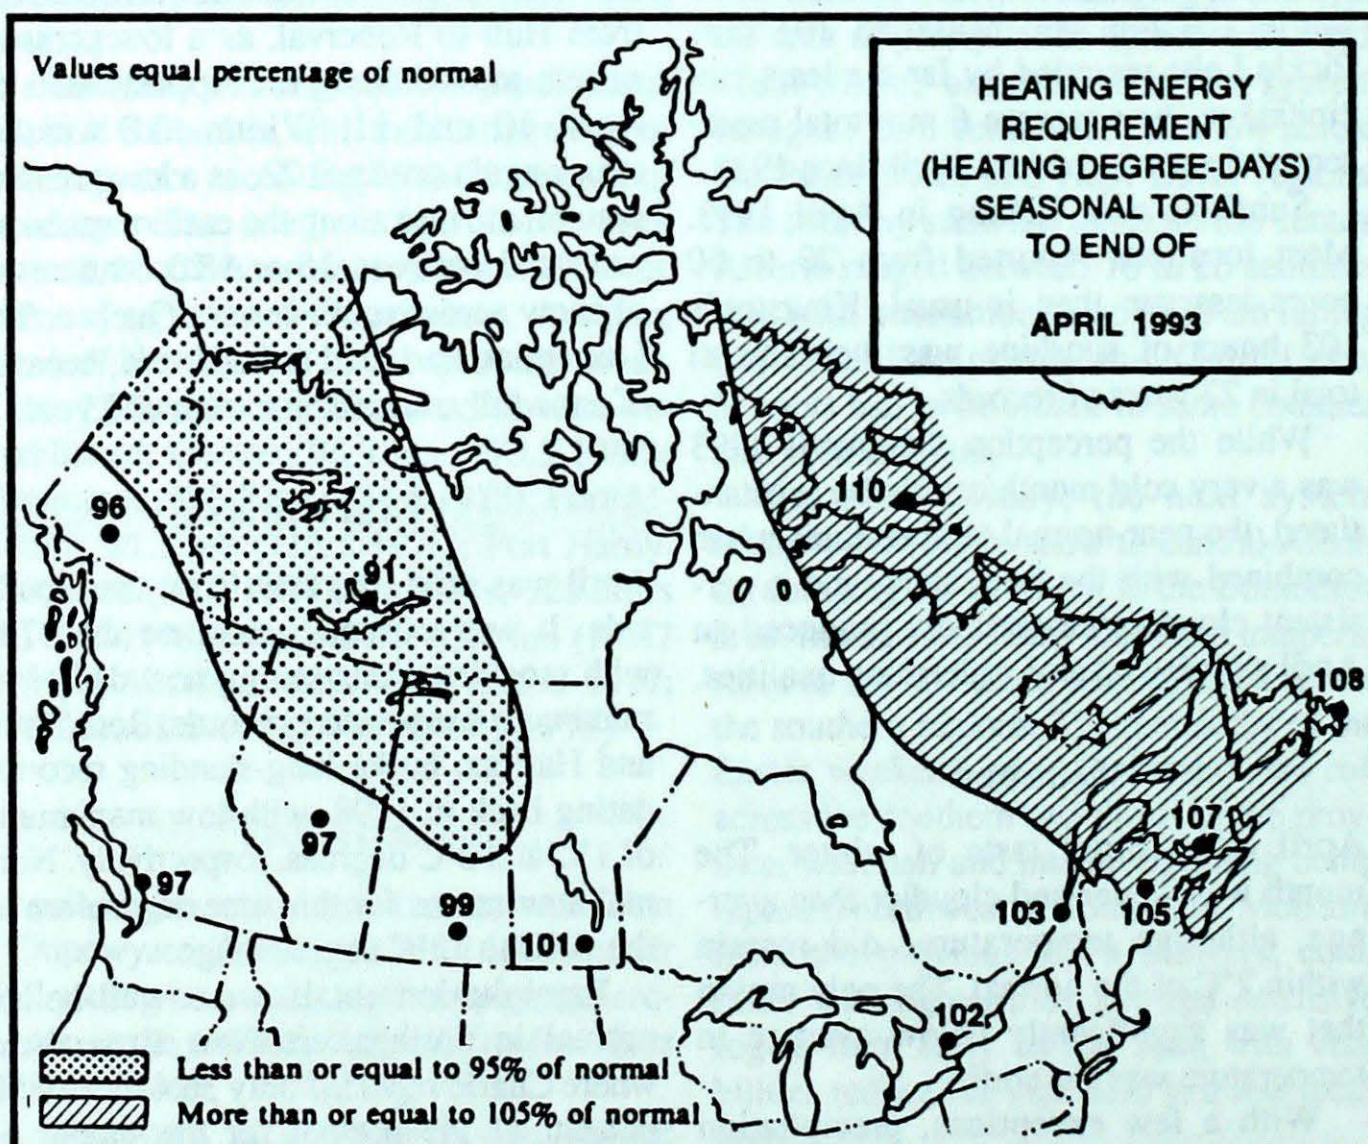 Values equal percentage of normal
HEATING ENERGY
REQUIREMENT
(HEATING DEGREE-DAYS)
SEASONAL TOTAL
TO END OF
APRIL 1993
96
91
110
108
97
107
97
99
101
103
105
102
Less than or equal to 95% of normal
More than or equal to 105% of normal